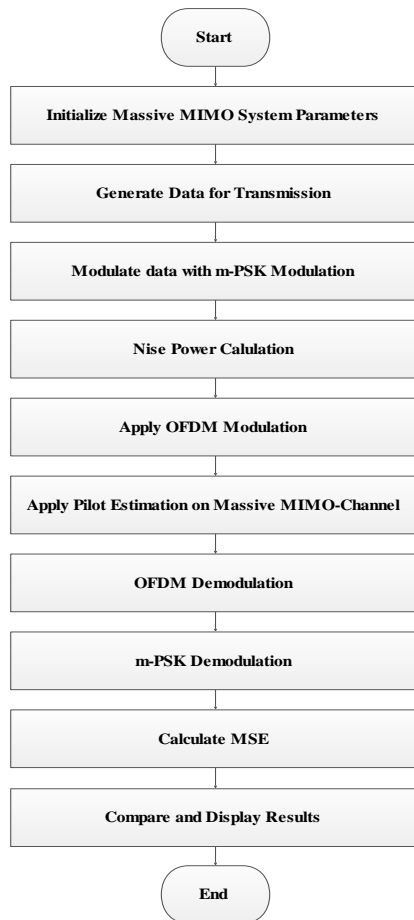 Start
Initialize Massive MIMO System Parameters
Generate Data for Transmission
Modulate data with m-PSK Modulation
Nise Power Calulation
Apply OFDM Modulation
Apply Pilot Estimation on Massive MIMO-Channel
OFDM Demodulation
m-PSK Demodulation
Calculate MSE
Compare and Display Results
End